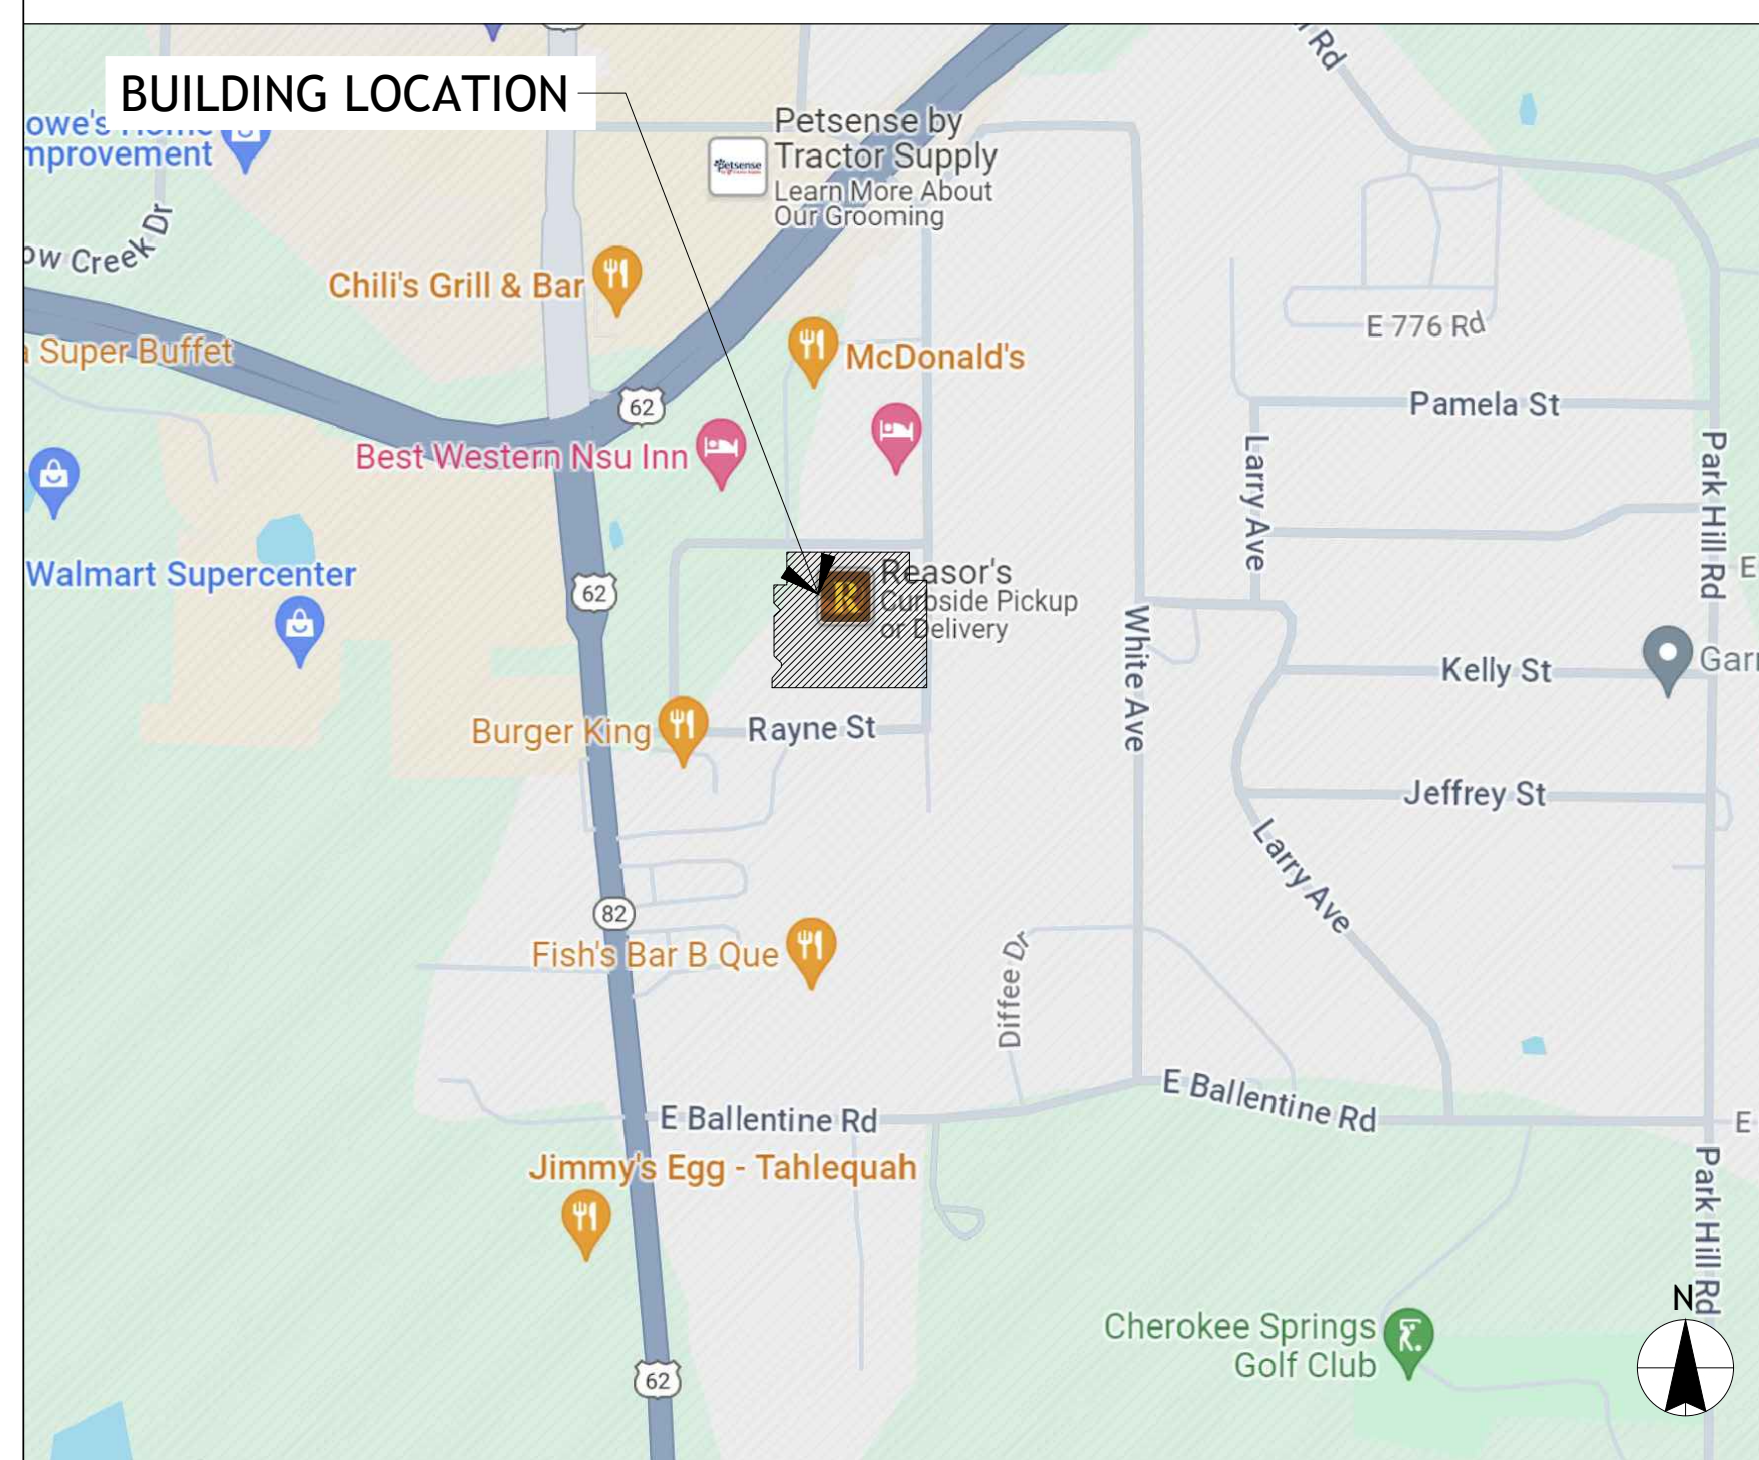 BUILDING LOCATION
Rd
Petsense by
Tractor Supply
Learn More About
Our Grooming
Petsense
owe's Home
mprovement
ow Creek Dr
Chili's Grill & Bar
E 776 Rd
Super Buffet
McDonald's
62
Pamela St
Best Western Nsu Inn
Larry Ave
Park Hill Rd
Walmart Supercenter
62
R
Reasor's
Curbside Pickup
or Delivery
E
White Ave
Kelly St
Garr
Burger King
Rayne St
Jeffrey St
Larry Ave
82
Fish's Bar B Que
Diffee Dr
E Ballentine Rd
E Ballentine Rd
E
Jimmy's Egg - Tahlequah
Park Hill Rd
N
Cherokee Springs
Golf Club
62